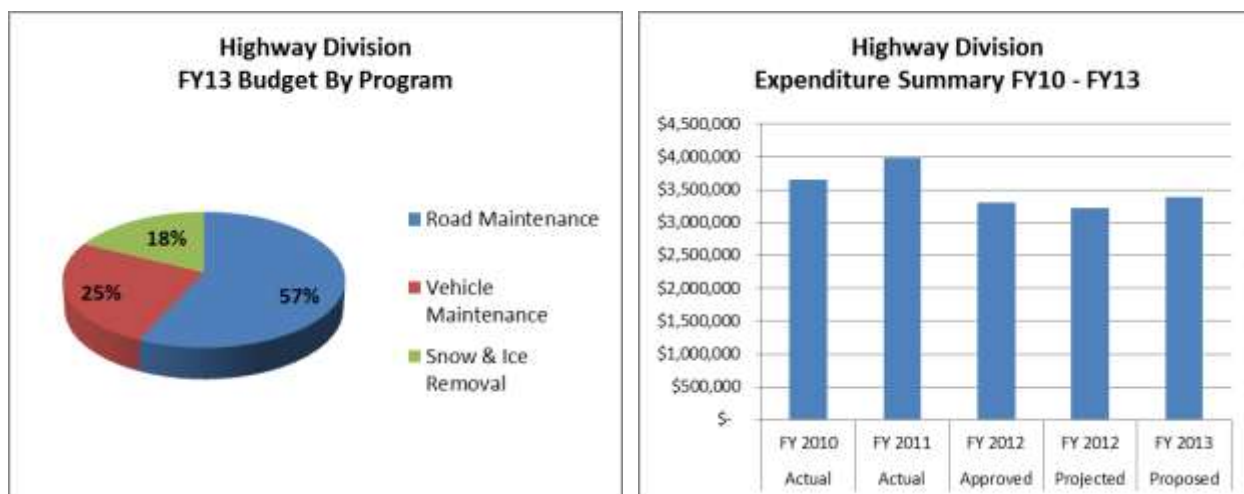 Highway Division
FY13 Budget By Program
18%
25%
57%
Road Maintenance
Vehicle
Maintenance
Snow & Ice
Removal
Highway Division
Expenditure Summary FY10 - FY13
$4,500,000
$4,000,000
$3,500,000
$3,000,000
$2,500,000
$2,000,000
$1,500,000
$1,000,000
$500,000
$-
FY 2010 FY 2011 FY 2012 FY 2012 FY 2013
Actual Actual Approved Projected Proposed